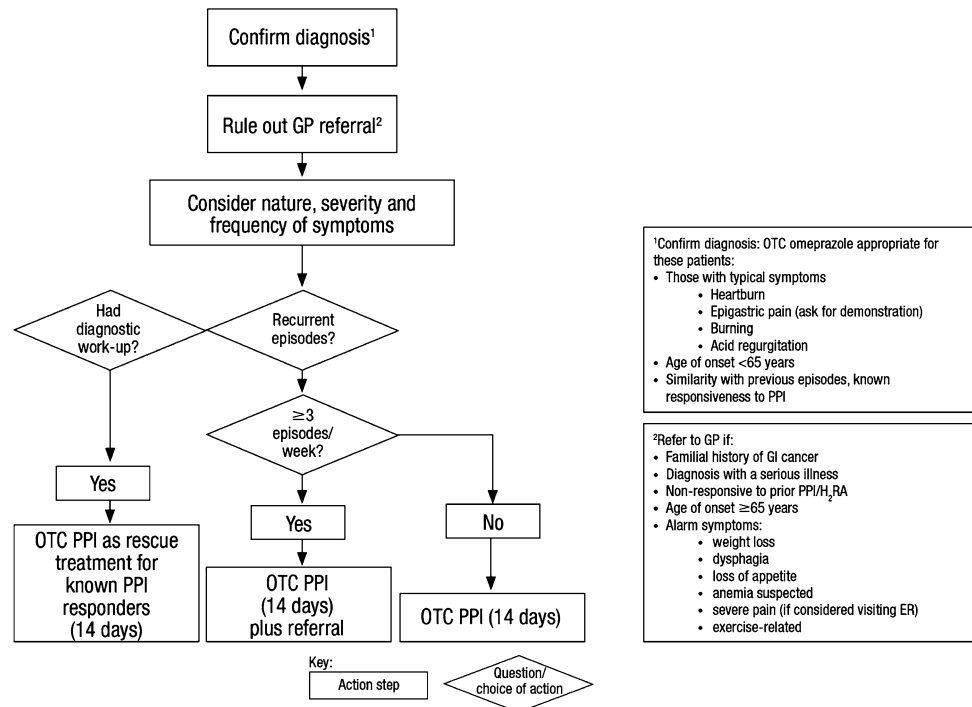 Confirm diagnosis¹
Rule out GP referral²
Consider nature, severity and
frequency of symptoms
Had
diagnostic
work-up?
Recurrent
episodes?
≥3
episodes/
week?
Yes
Yes
No
OTC PPI as rescue
treatment for
known PPI
responders
(14 days)
OTC PPI
(14 days)
plus referral
OTC PPI (14 days)
Key:
Action step
Question/
choice of action
¹Confirm diagnosis: OTC omeprazole appropriate for
these patients:
• Those with typical symptoms
• Heartburn
• Epigastric pain (ask for demonstration)
• Burning
• Acid regurgitation
• Age of onset <65 years
• Similarity with previous episodes, known
responsiveness to PPI
²Refer to GP if:
• Familial history of GI cancer
• Diagnosis with a serious illness
• Non-responsive to prior PPI/H₂RA
• Age of onset ≥65 years
• Alarm symptoms:
• weight loss
• dysphagia
• loss of appetite
• anemia suspected
• severe pain (if considered visiting ER)
• exercise-related